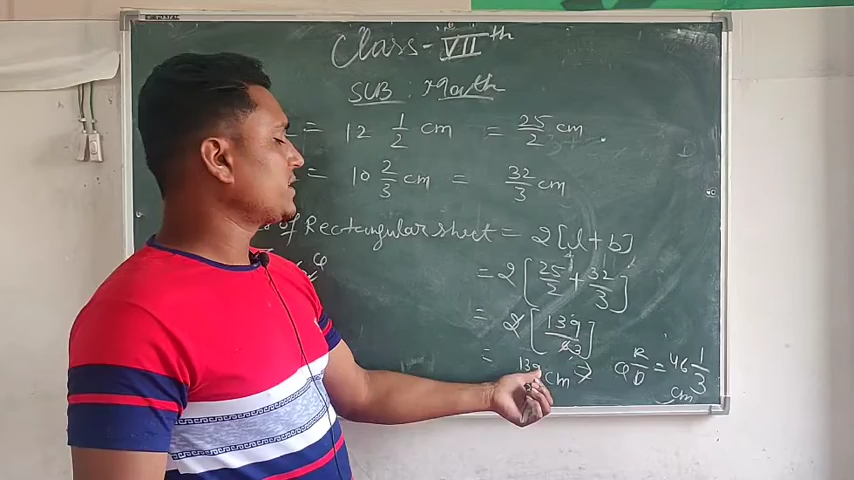 Class - VIIth
SUB : Math
= 12 1/2 cm = 25/2 cm
= 10 2/3 cm = 32/3 cm
of Rectangular sheet = 2[l+b]
= 2[25/2 + 32/3]
= 2[139/6 3]
= 139 cm ⇒ Q R/D = 46 1/3 cm